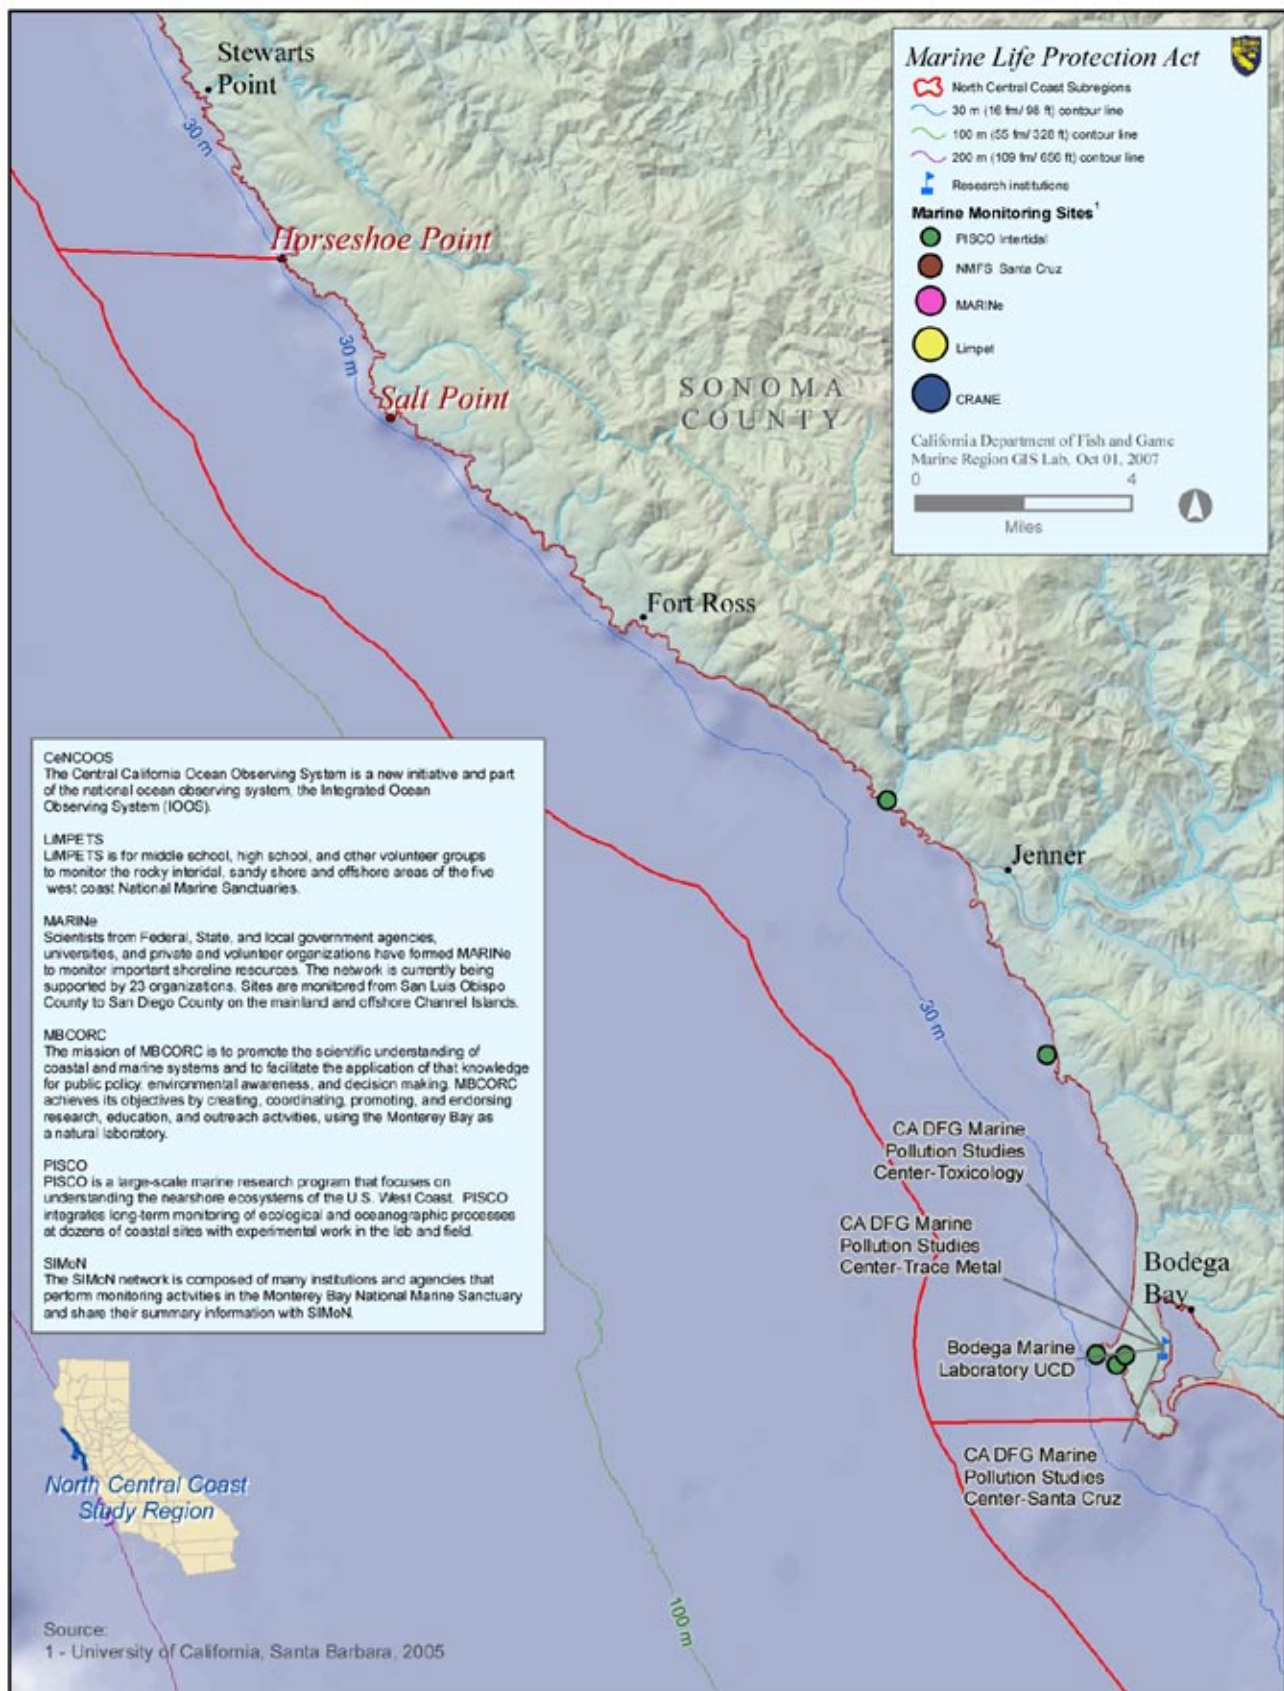 Stewarts
Point
30 m
Horseshoe Point
30 m
Salt Point
SONOMA
COUNTY
Fort Ross
Jenner
30 m
CA DFG Marine
Pollution Studies
Center-Toxicology
CA DFG Marine
Pollution Studies
Center-Trace Metal
Bodega
Bay
Bodega Marine
Laboratory UCD
CA DFG Marine
Pollution Studies
Center-Santa Cruz
100 m
Marine Life Protection Act
North Central Coast Subregions
30 m (16 fm/ 98 ft) contour line
100 m (55 fm/ 328 ft) contour line
200 m (109 fm/ 656 ft) contour line
Research institutions
Marine Monitoring Sites 1
PISCO Intertidal
NMFS Santa Cruz
MARINe
Limpet
CRANE
California Department of Fish and Game
Marine Region GIS Lab, Oct 01, 2007
0 4
Miles
CeNCOOS
The Central California Ocean Observing System is a new initiative and part
of the national ocean observing system, the Integrated Ocean
Observing System (IOOS).
LiMPETS
LiMPETS is for middle school, high school, and other volunteer groups
to monitor the rocky interidal, sandy shore and offshore areas of the five
west coast National Marine Sanctuaries.
MARINe
Scientists from Federal, State, and local government agencies,
universities, and private and volunteer organizations have formed MARINe
to monitor important shoreline resources. The network is currently being
supported by 23 organizations. Sites are monitored from San Luis Obispo
County to San Diego County on the mainland and offshore Channel Islands.
MBCORC
The mission of MBCORC is to promote the scientific understanding of
coastal and marine systems and to facilitate the application of that knowledge
for public policy, environmental awareness, and decision making. MBCORC
achieves its objectives by creating, coordinating, promoting, and endorsing
research, education, and outreach activities, using the Monterey Bay as
a natural laboratory.
PISCO
PISCO is a large-scale marine research program that focuses on
understanding the nearshore ecosystems of the U.S. West Coast. PISCO
integrates long-term monitoring of ecological and oceanographic processes
at dozens of coastal sites with experimental work in the lab and field.
SIMoN
The SIMoN network is composed of many institutions and agencies that
perform monitoring activities in the Monterey Bay National Marine Sanctuary
and share their summary information with SIMoN.
North Central Coast
Study Region
Source:
1 - University of California, Santa Barbara, 2005